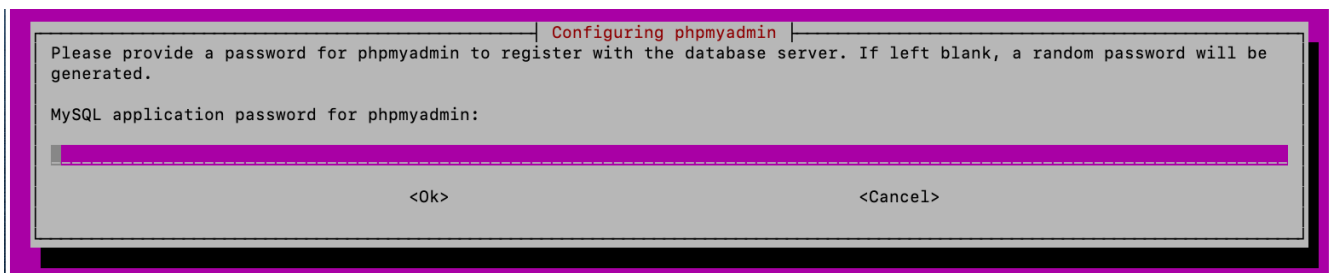 Configuring phpmyadmin
Please provide a password for phpmyadmin to register with the database server. If left blank, a random password will be
generated.
MySQL application password for phpmyadmin:
<Ok> <Cancel>